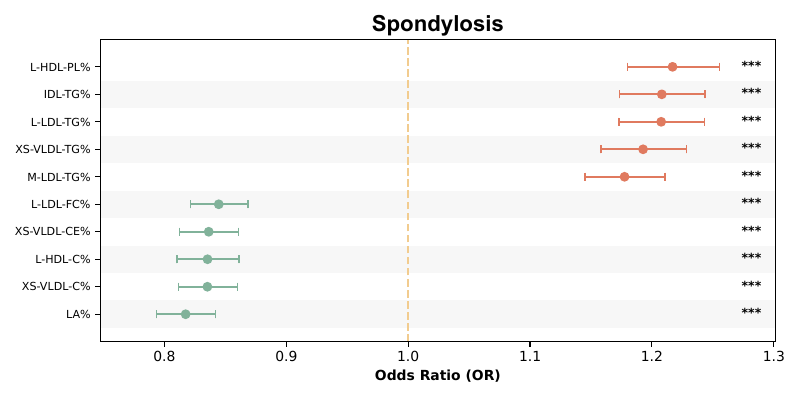 Spondylosis
L-HDL-PL% ***
IDL-TG% ***
L-LDL-TG% ***
XS-VLDL-TG% ***
M-LDL-TG% ***
L-LDL-FC% ***
XS-VLDL-CE% ***
L-HDL-C% ***
XS-VLDL-C% ***
LA% ***
0.8 0.9 1.0 1.1 1.2 1.3
Odds Ratio (OR)